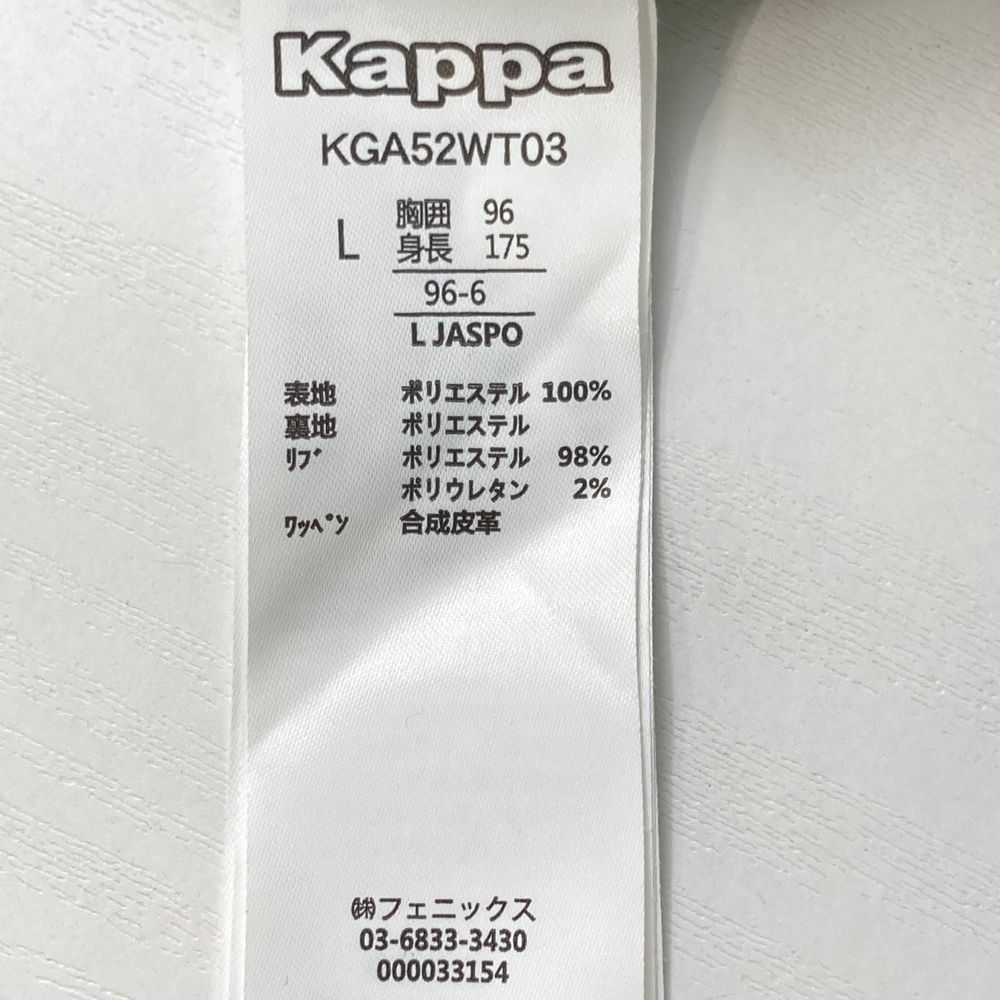 Kappa
KGA52WT03
L
胸囲 96
身長 175
96-6
L JASPO
表地 ポリエステル 100%
裏地 ポリエステル
ﾘﾌﾞ ポリエステル 98%
ポリウレタン 2%
ﾜｯﾍﾟﾝ 合成皮革
㈱フェニックス
03-6833-3430
000033154